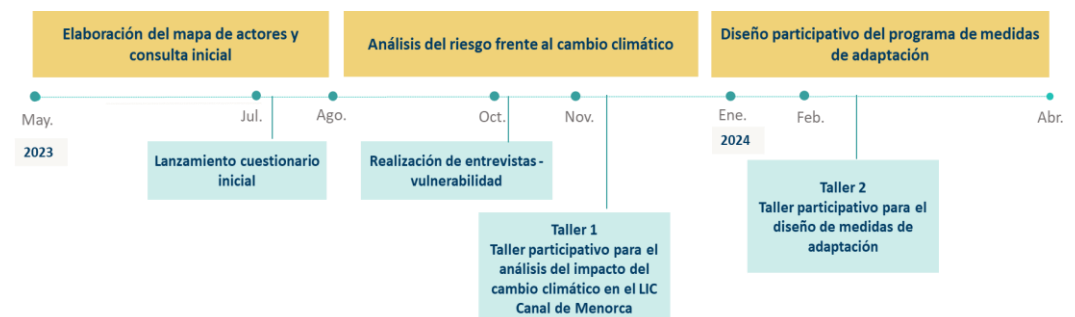 Elaboración del mapa de actores y
consulta inicial
Análisis del riesgo frente al cambio climático
Diseño participativo del programa de medidas
de adaptación
May.
Jul.
Ago.
Oct.
Nov.
Ene.
Feb.
Abr.
2023
2024
Lanzamiento cuestionario
inicial
Realización de entrevistas -
vulnerabilidad
Taller 1
Taller participativo para el
análisis del impacto del
cambio climático en el LIC
Canal de Menorca
Taller 2
Taller participativo para el
diseño de medidas de
adaptación